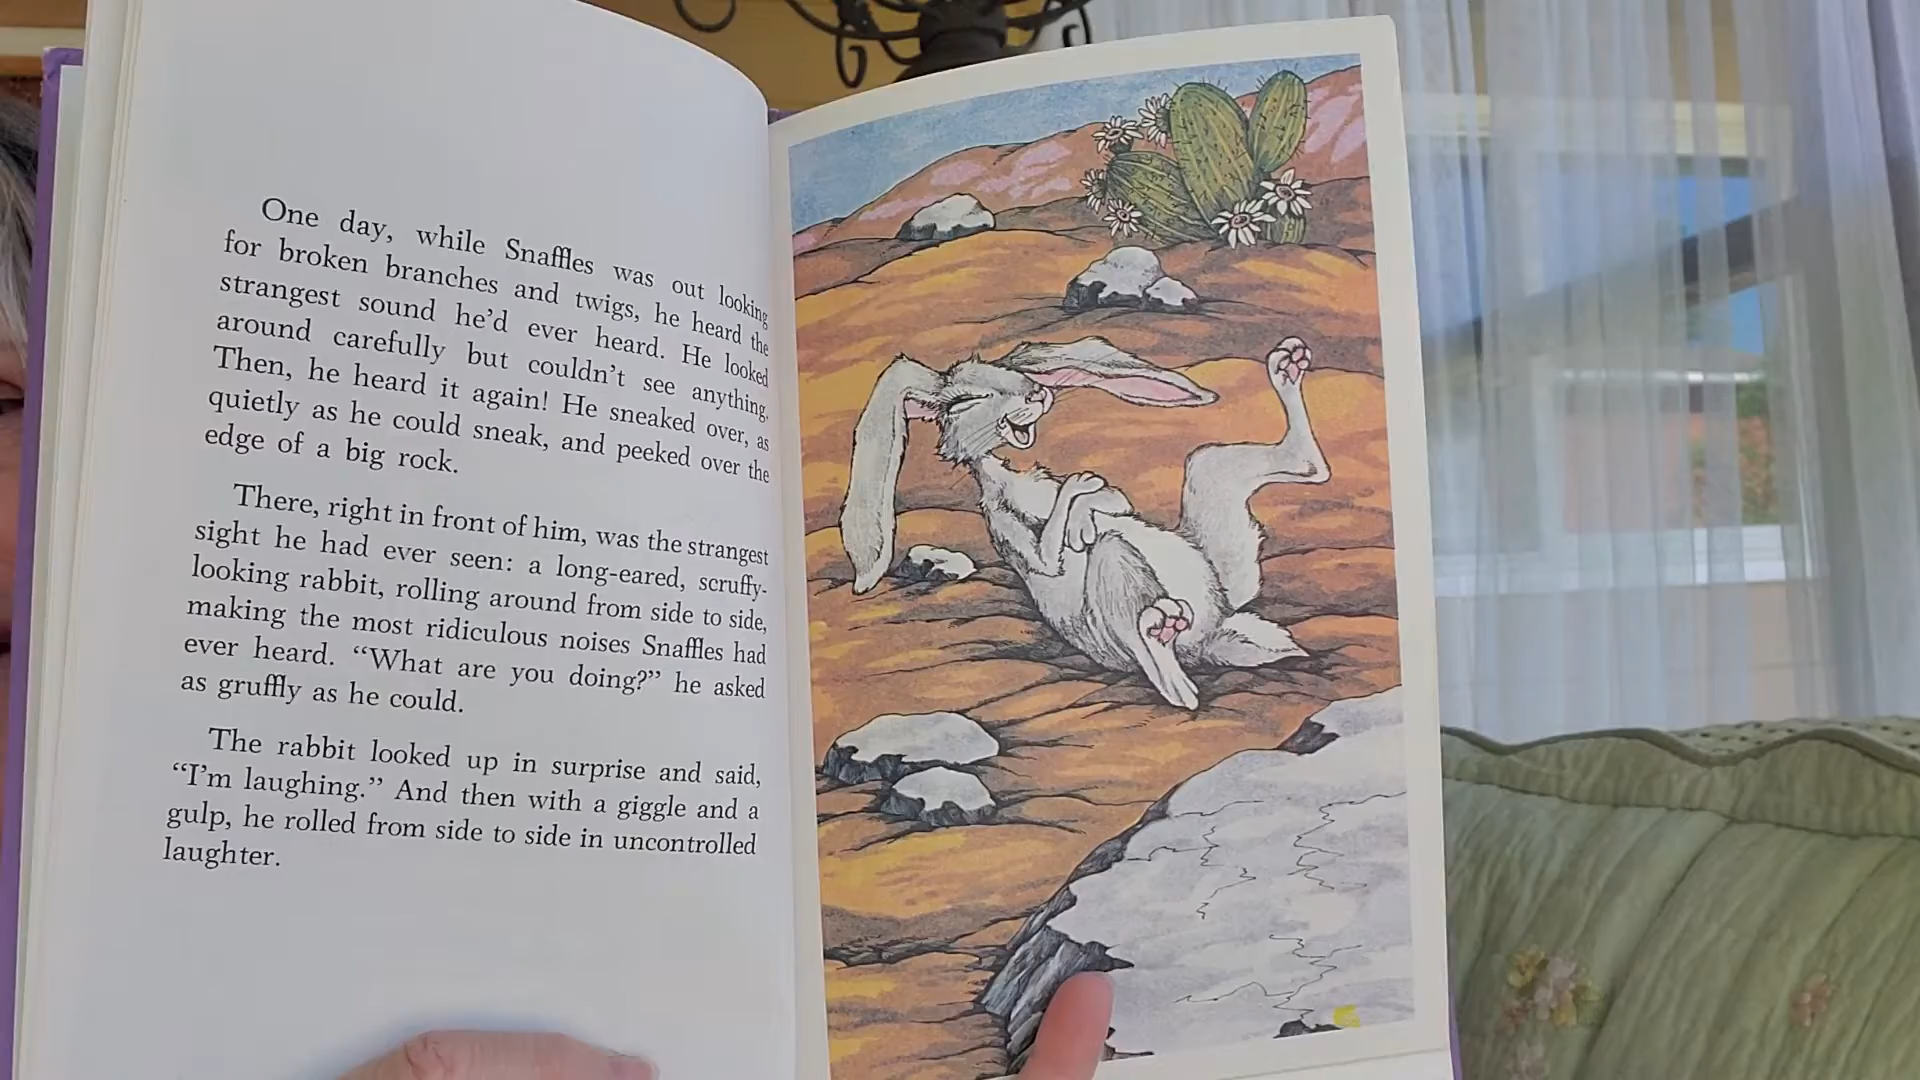 One day, while Snaffles was out looking
for broken branches and twigs, he heard the
strangest sound he'd ever heard. He looked
around carefully but couldn't see anything.
Then, he heard it again! He sneaked over, as
quietly as he could sneak, and peeked over the
edge of a big rock.
There, right in front of him, was the strangest
sight he had ever seen: a long-eared, scruffy-
looking rabbit, rolling around from side to side,
making the most ridiculous noises Snaffles had
ever heard. “What are you doing?” he asked
as gruffly as he could.
The rabbit looked up in surprise and said,
“I'm laughing.” And then with a giggle and a
gulp, he rolled from side to side in uncontrolled
laughter.